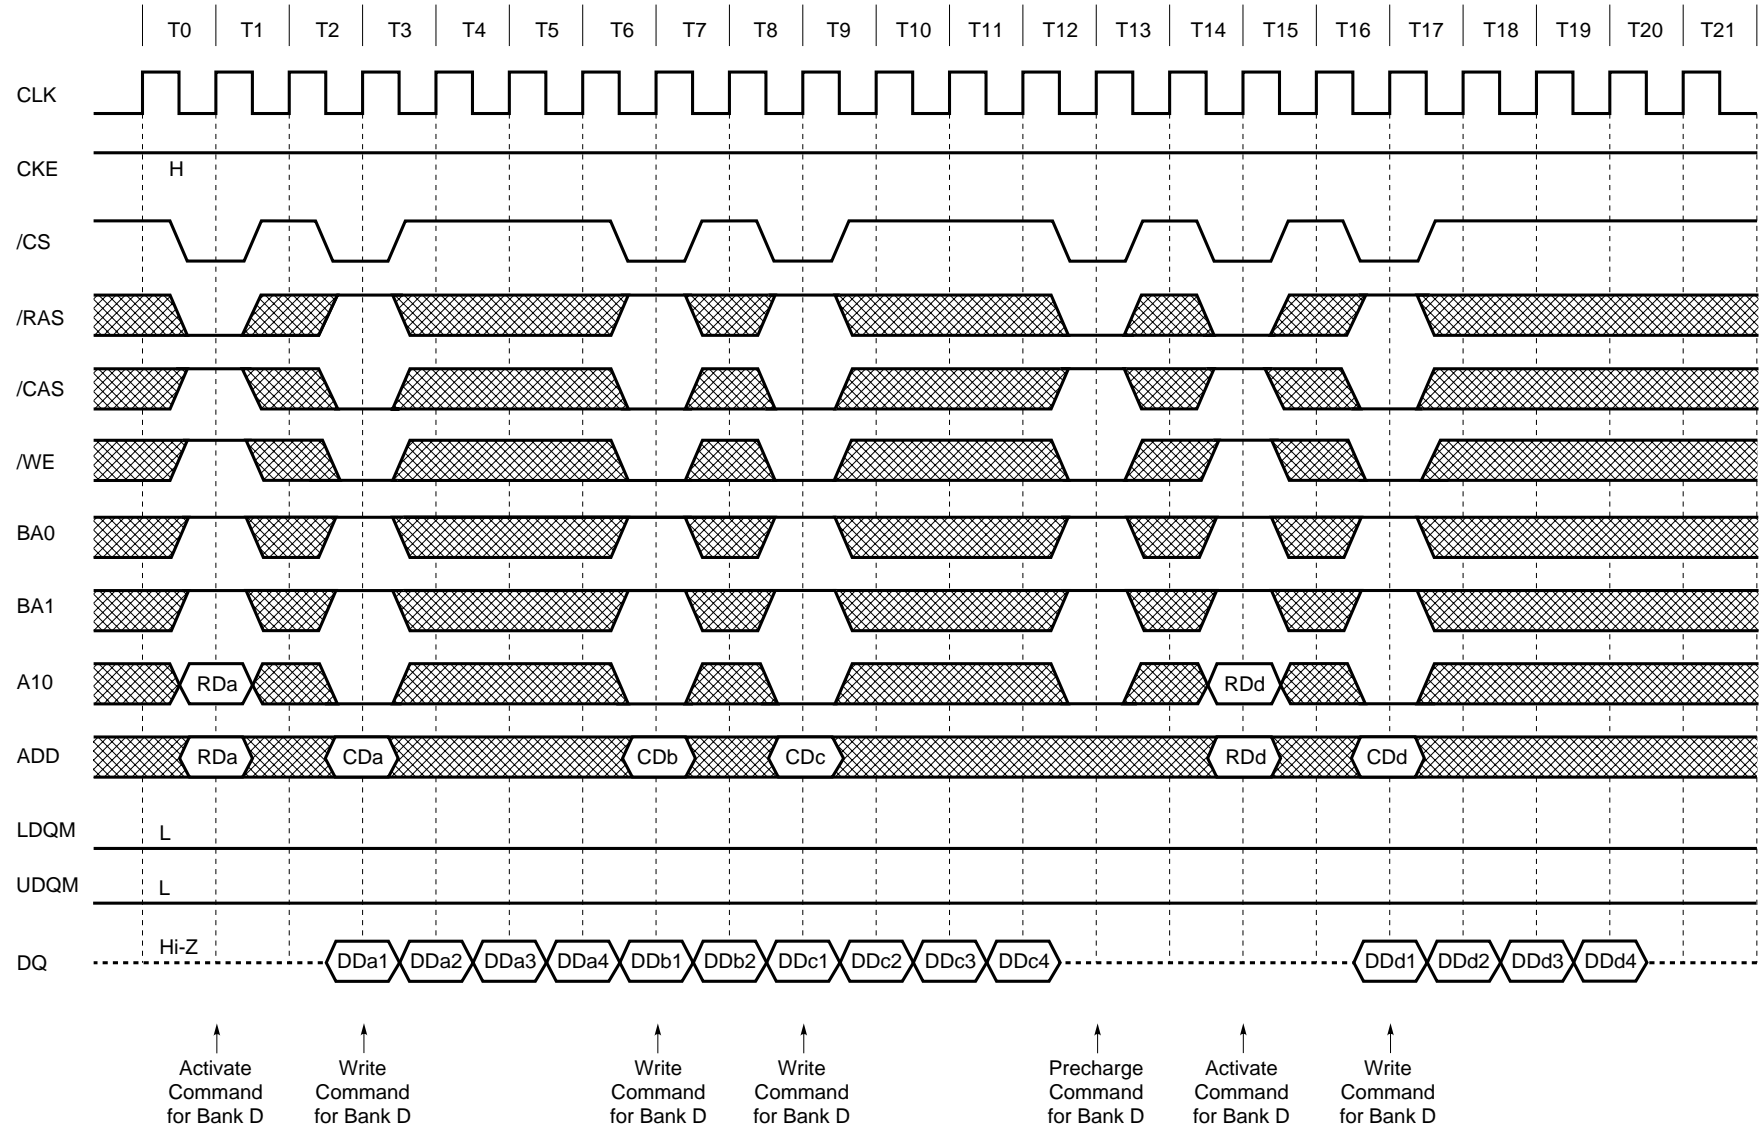 T0 T1 T2 T3 T4 T5 T6 T7 T8 T9 T10 T11 T12 T13 T14 T15 T16 T17 T18 T19 T20 T21
CLK
CKE H
/CS
/RAS
/CAS
/WE
BA0
BA1
A10 RDa RDd
ADD RDa CDa CDb CDc RDd CDd
LDQM L
UDQM L
DQ Hi-Z DDa1 DDa2 DDa3 DDa4 DDb1 DDb2 DDc1 DDc2 DDc3 DDc4 DDd1 DDd2 DDd3 DDd4
Activate Write Write Write Precharge Activate Write
Command Command Command Command Command Command Command
for Bank D for Bank D for Bank D for Bank D for Bank D for Bank D for Bank D